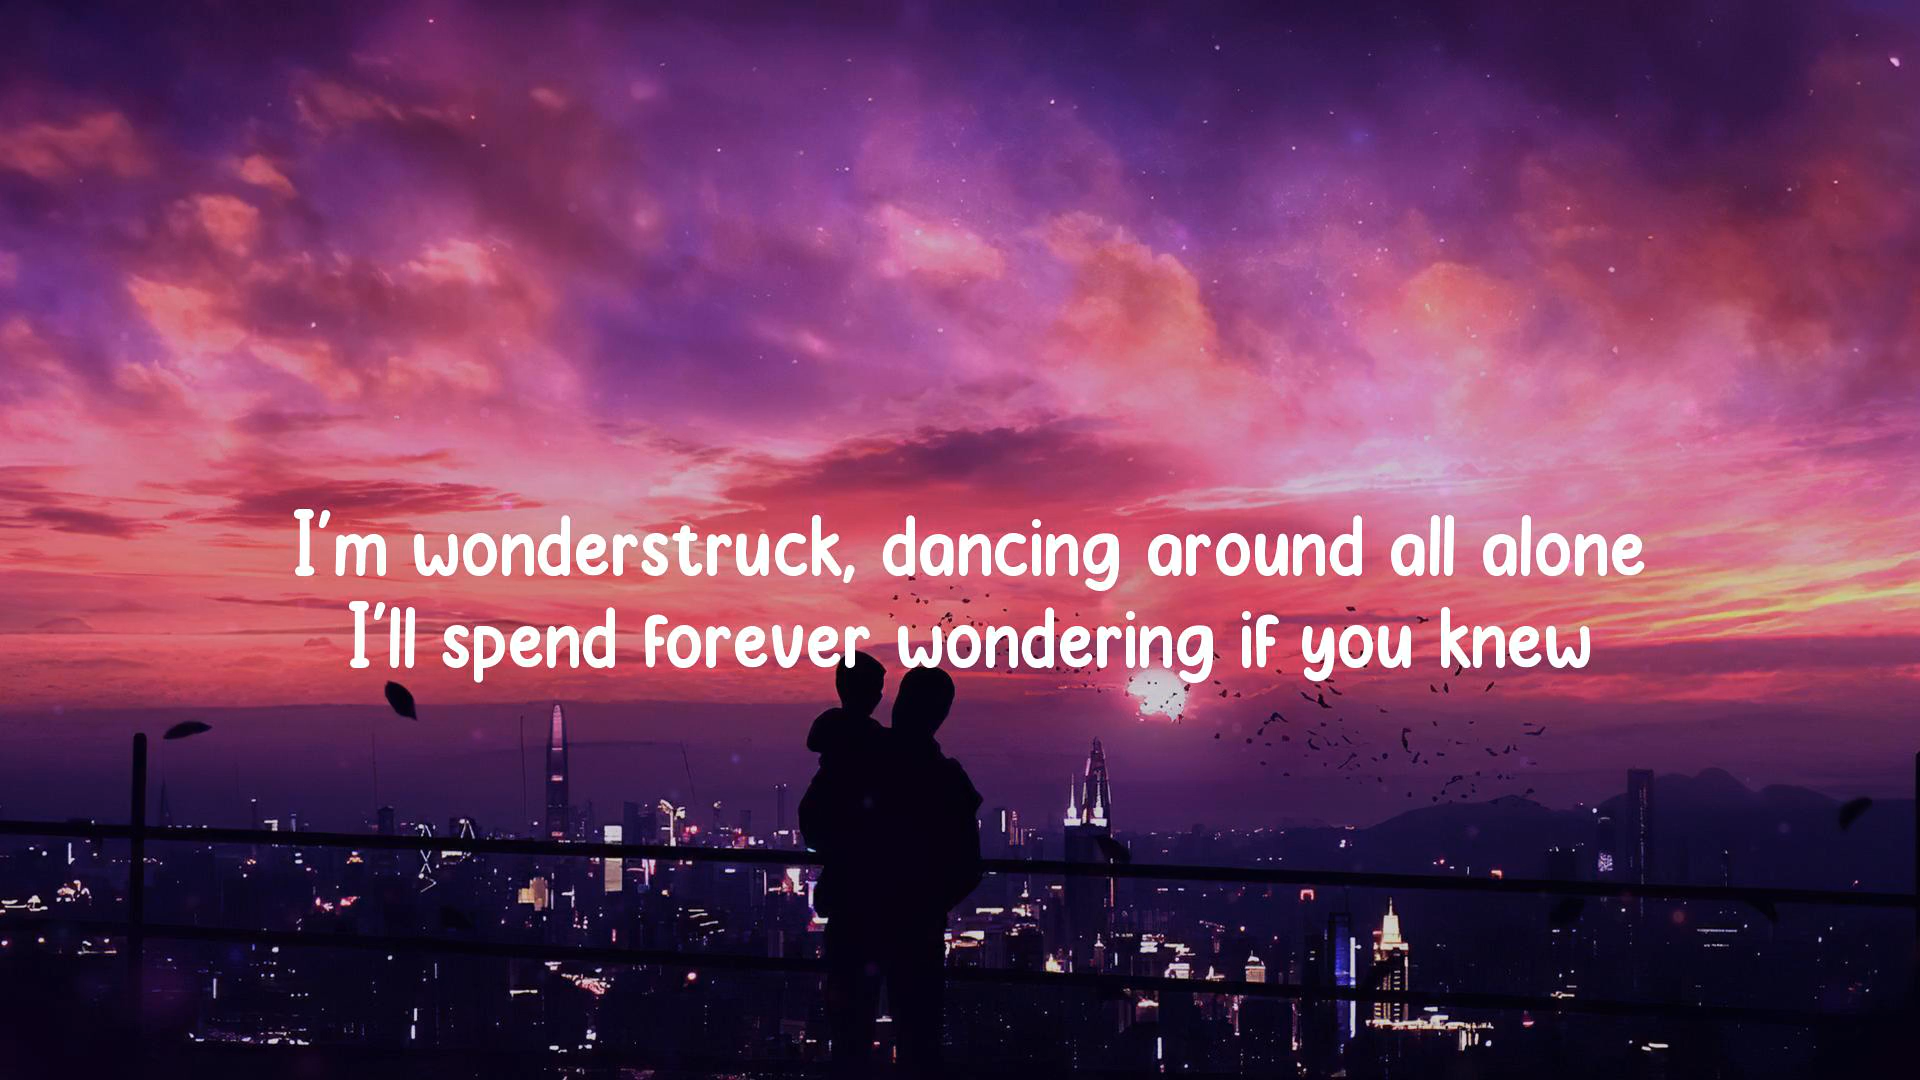 I'm wonderstruck, dancing around all alone
I'll spend forever wondering if you knew